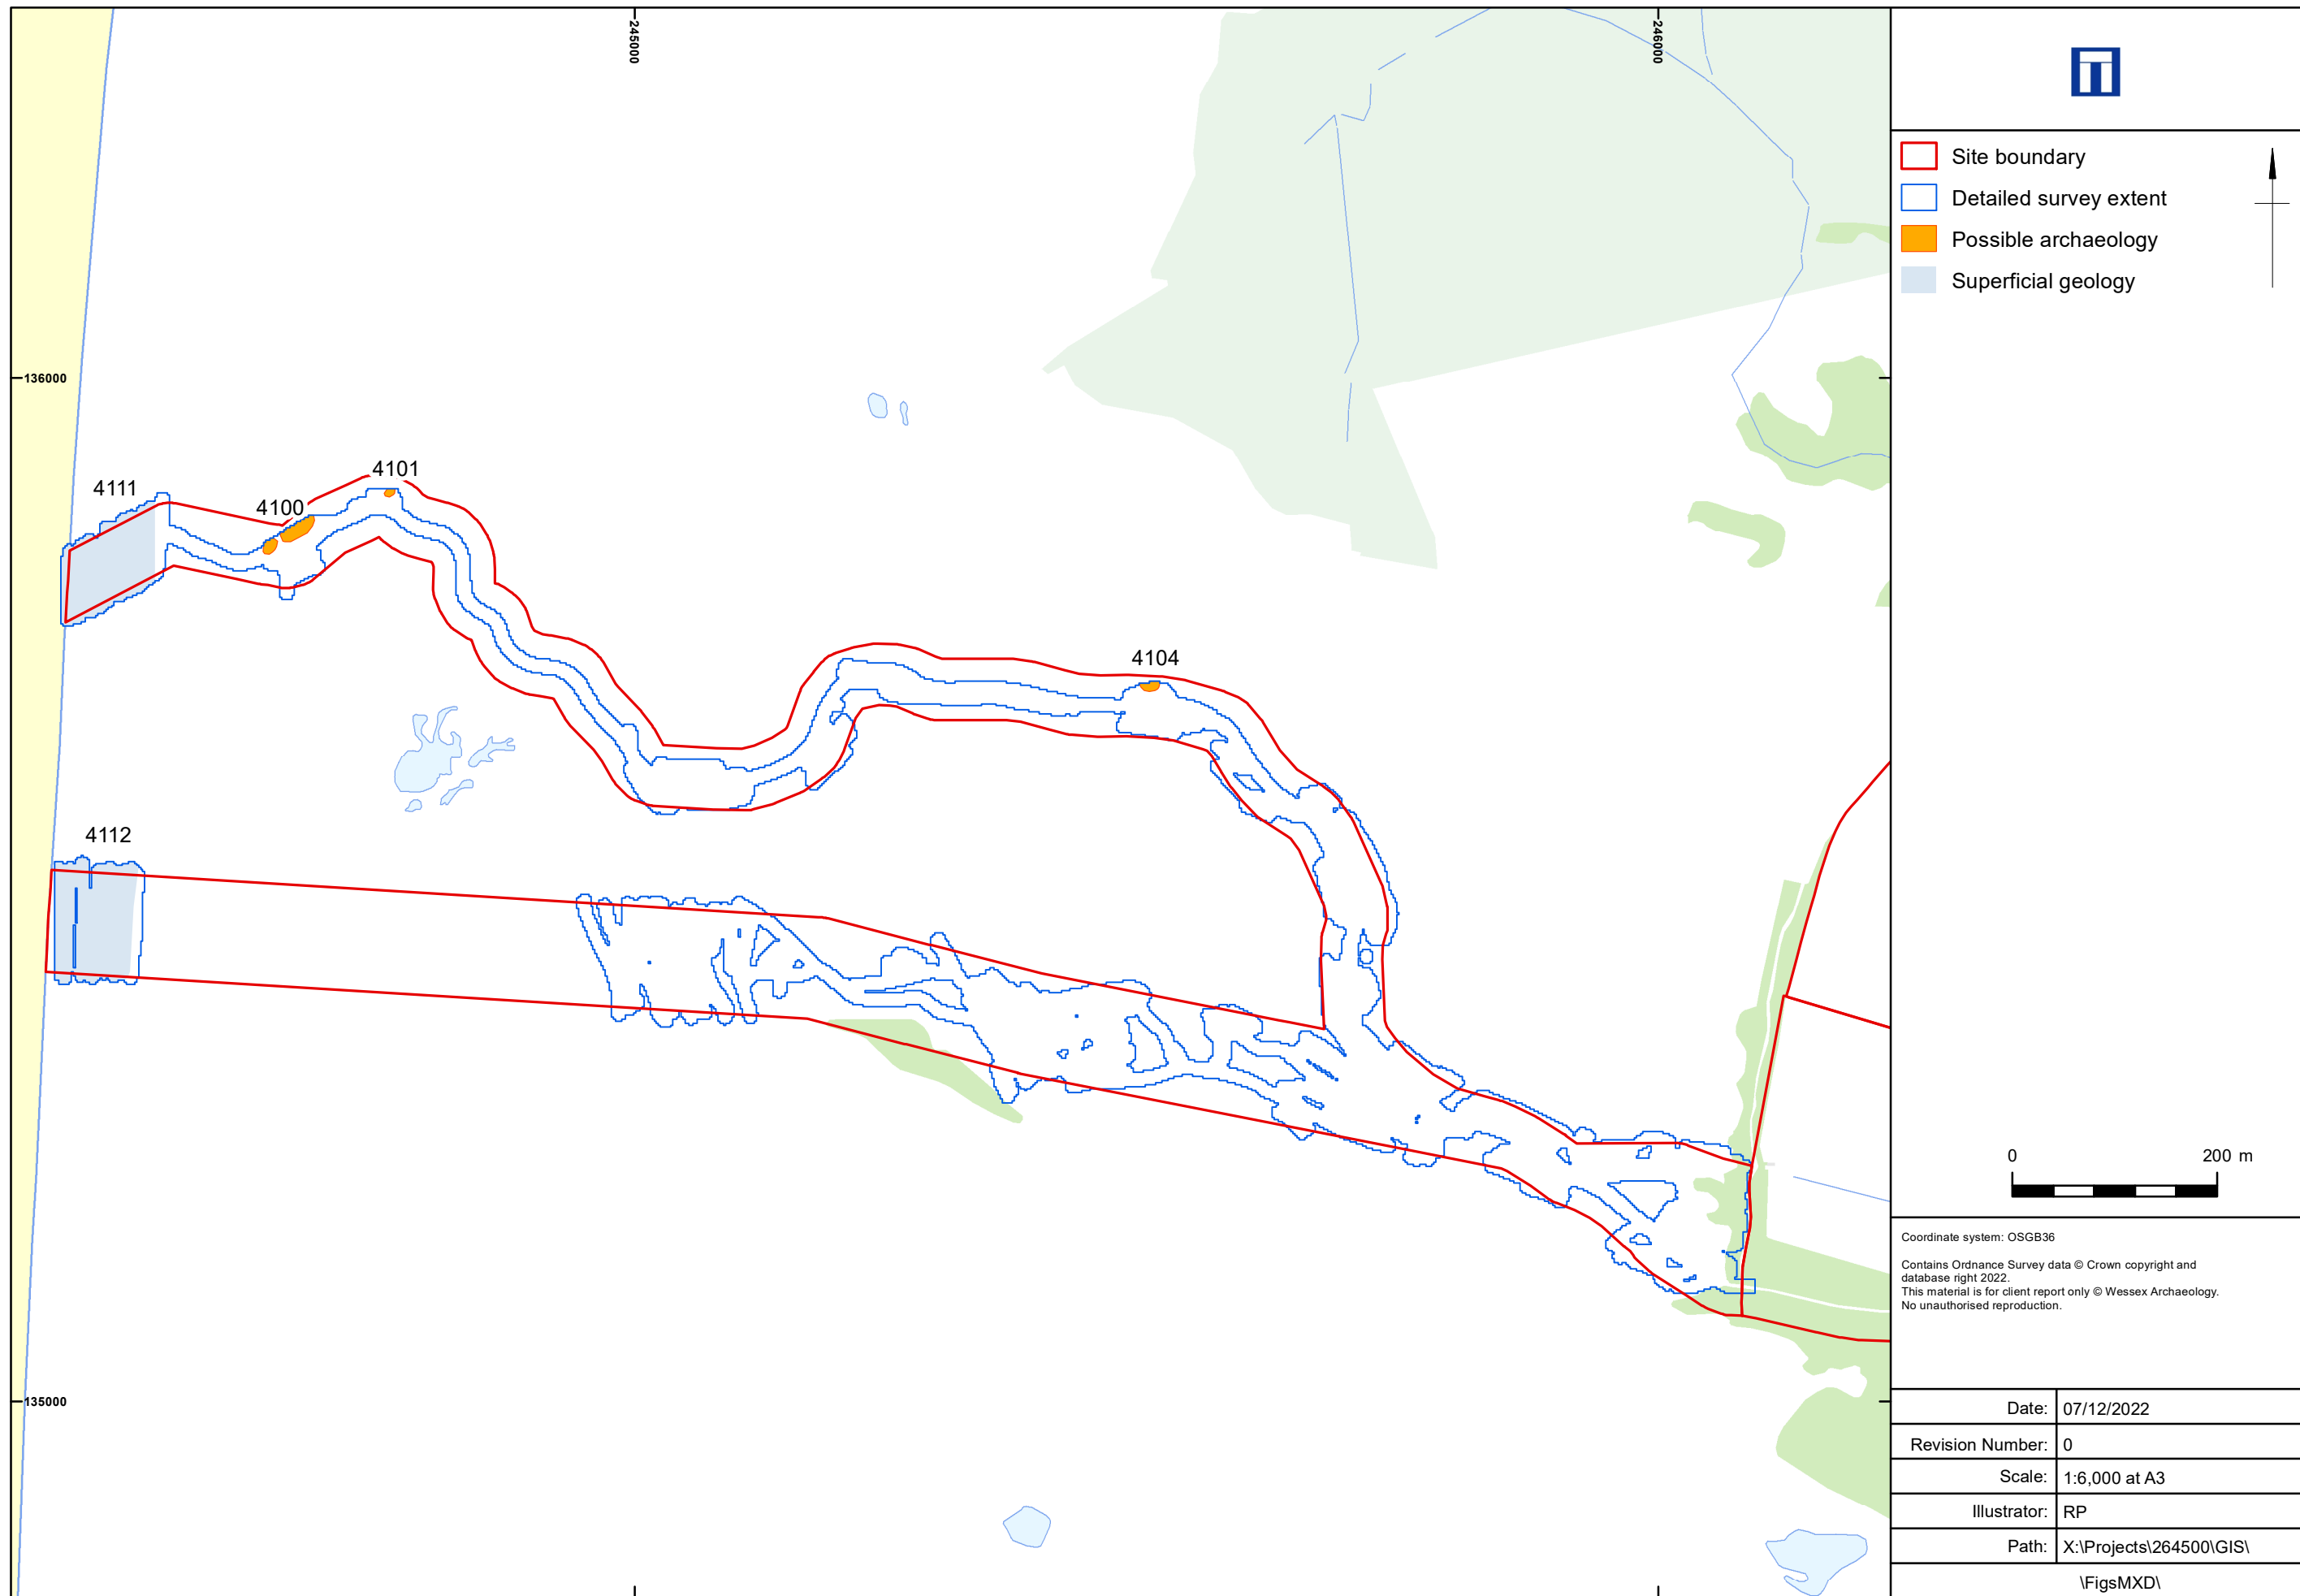 245000
246000
136000
135000
4111
4100
4101
4104
4112
Site boundary
Detailed survey extent
Possible archaeology
Superficial geology
0 200 m
Coordinate system: OSGB36
Contains Ordnance Survey data © Crown copyright and
database right 2022.
This material is for client report only © Wessex Archaeology.
No unauthorised reproduction.
Date: 07/12/2022
Revision Number: 0
Scale: 1:6,000 at A3
Illustrator: RP
Path: X:\Projects\264500\GIS\
\FigsMXD\